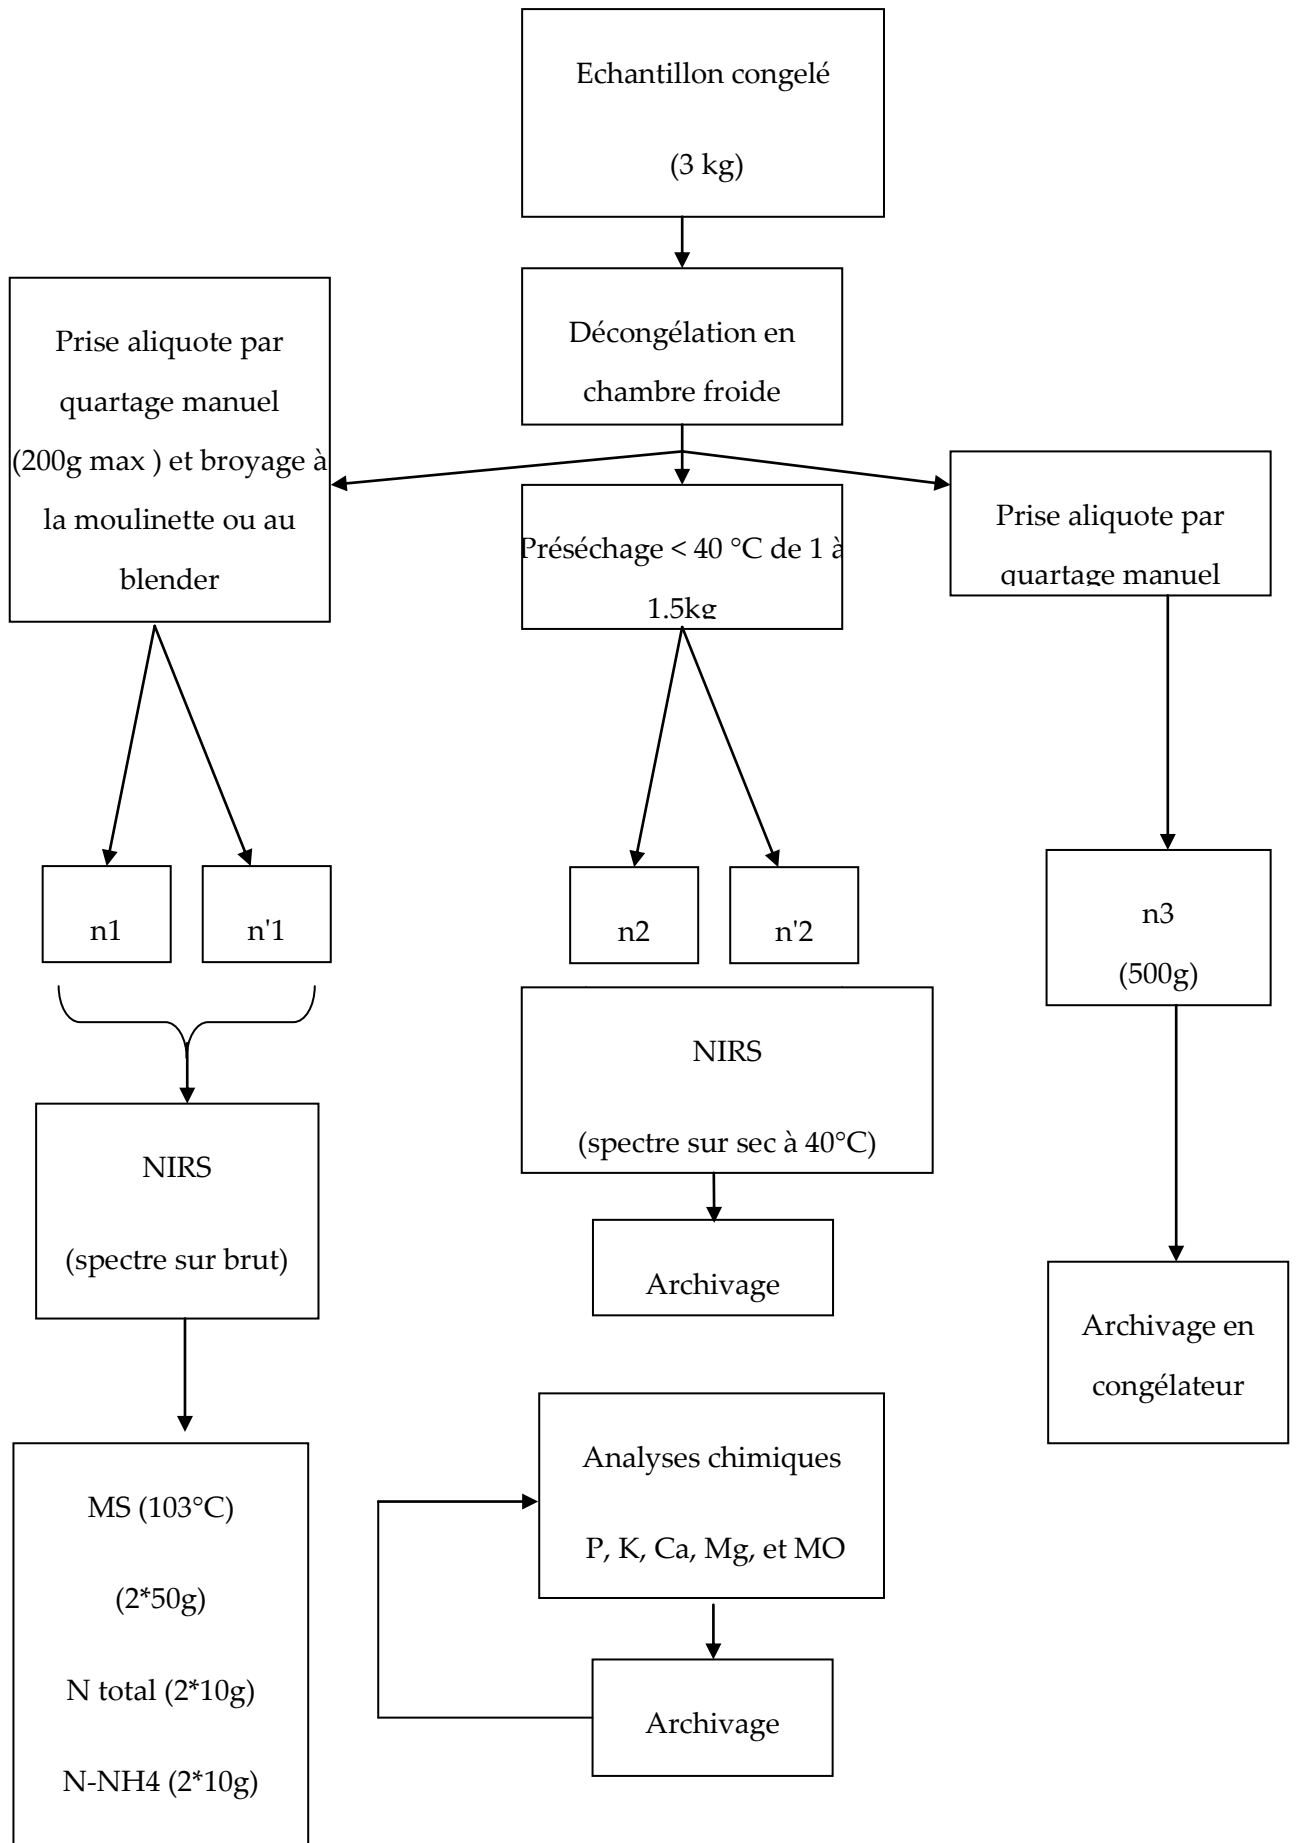 Echantillon congelé
(3 kg)
Décongélation en
chambre froide
Prise aliquote par
quartage manuel
(200g max ) et broyage à
la moulinette ou au
blender
Préséchage < 40 °C de 1 à
1.5kg
Prise aliquote par
quartage manuel
n1
n'1
n2
n'2
n3
(500g)
NIRS
(spectre sur brut)
NIRS
(spectre sur sec à 40°C)
Archivage
Archivage en
congélateur
MS (103°C)
(2*50g)
N total (2*10g)
N-NH4 (2*10g)
Analyses chimiques
P, K, Ca, Mg, et MO
Archivage